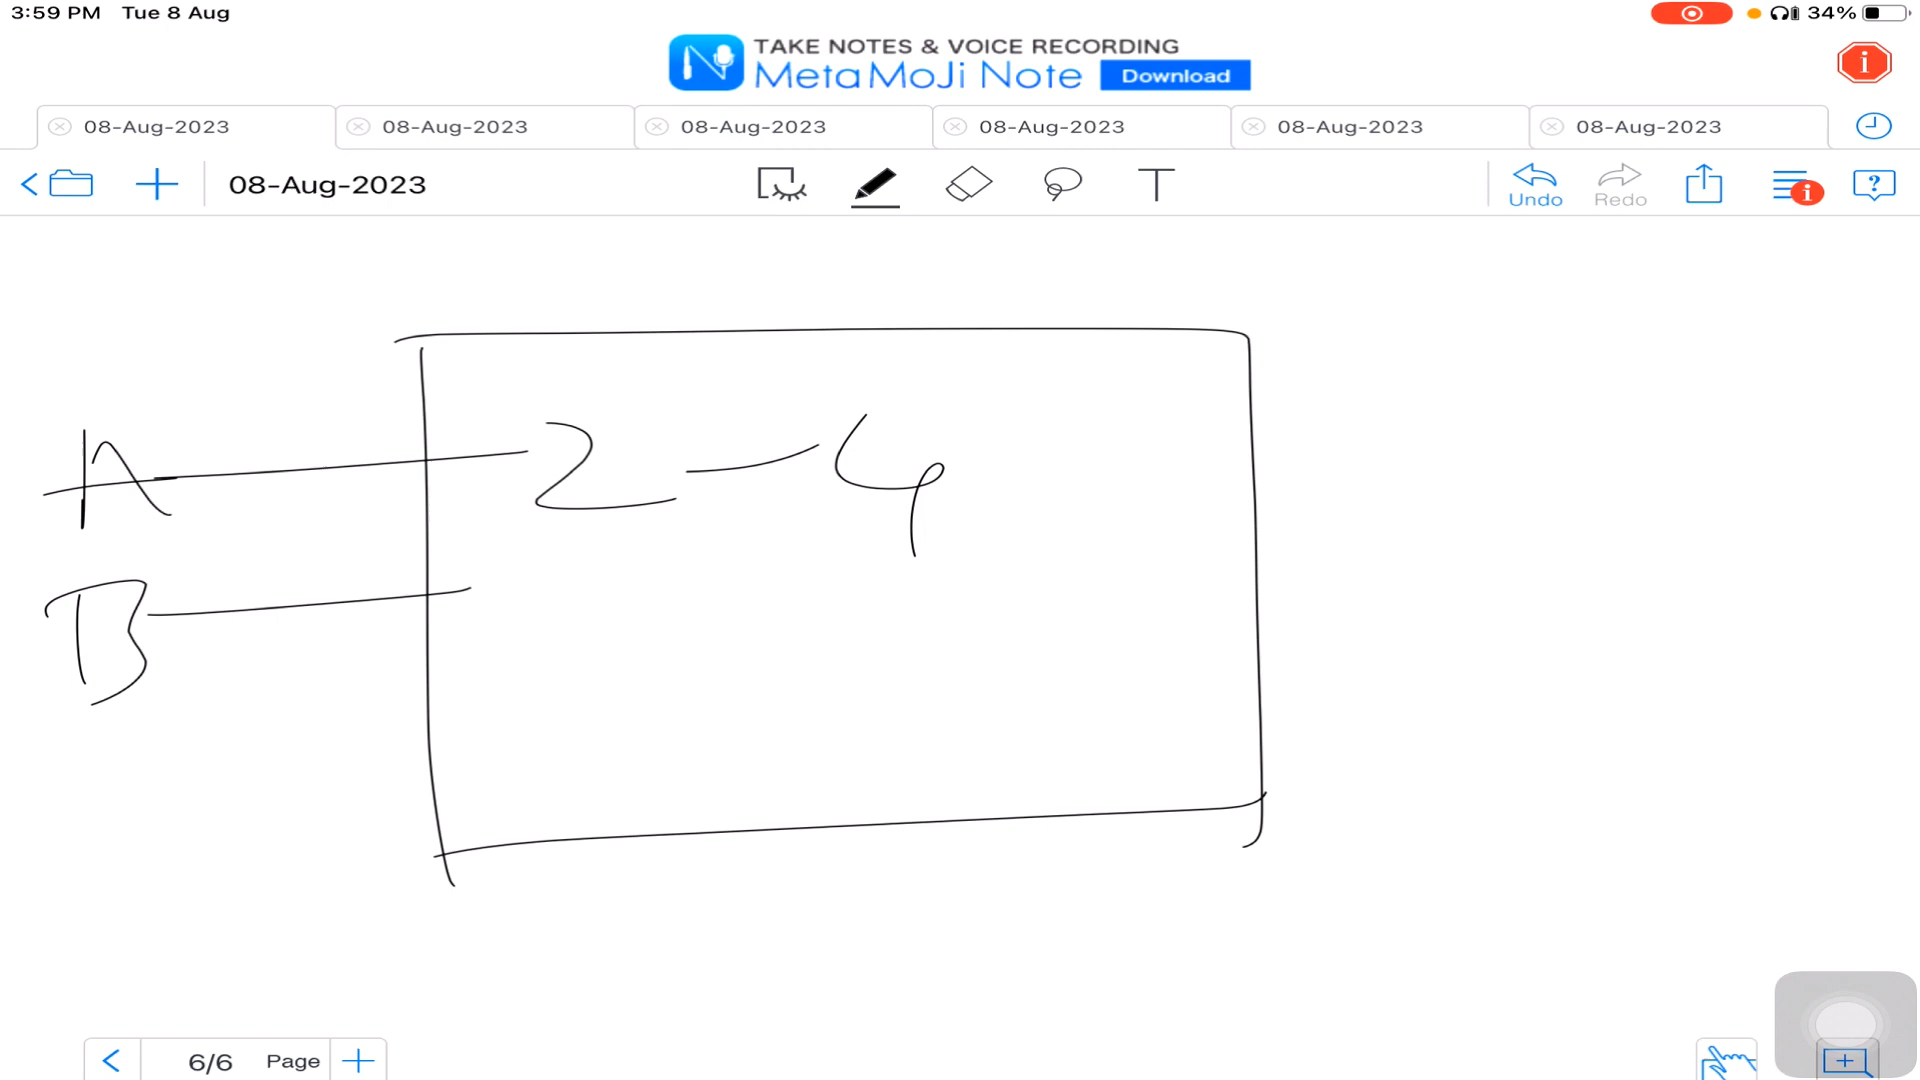 3:59 PM Tue 8 Aug 34%
TAKE NOTES & VOICE RECORDING
MetaMoJi Note Download
08-Aug-2023 08-Aug-2023 08-Aug-2023 08-Aug-2023 08-Aug-2023 08-Aug-2023
08-Aug-2023 T Undo Redo
A 2 - 4
B
6/6 Page